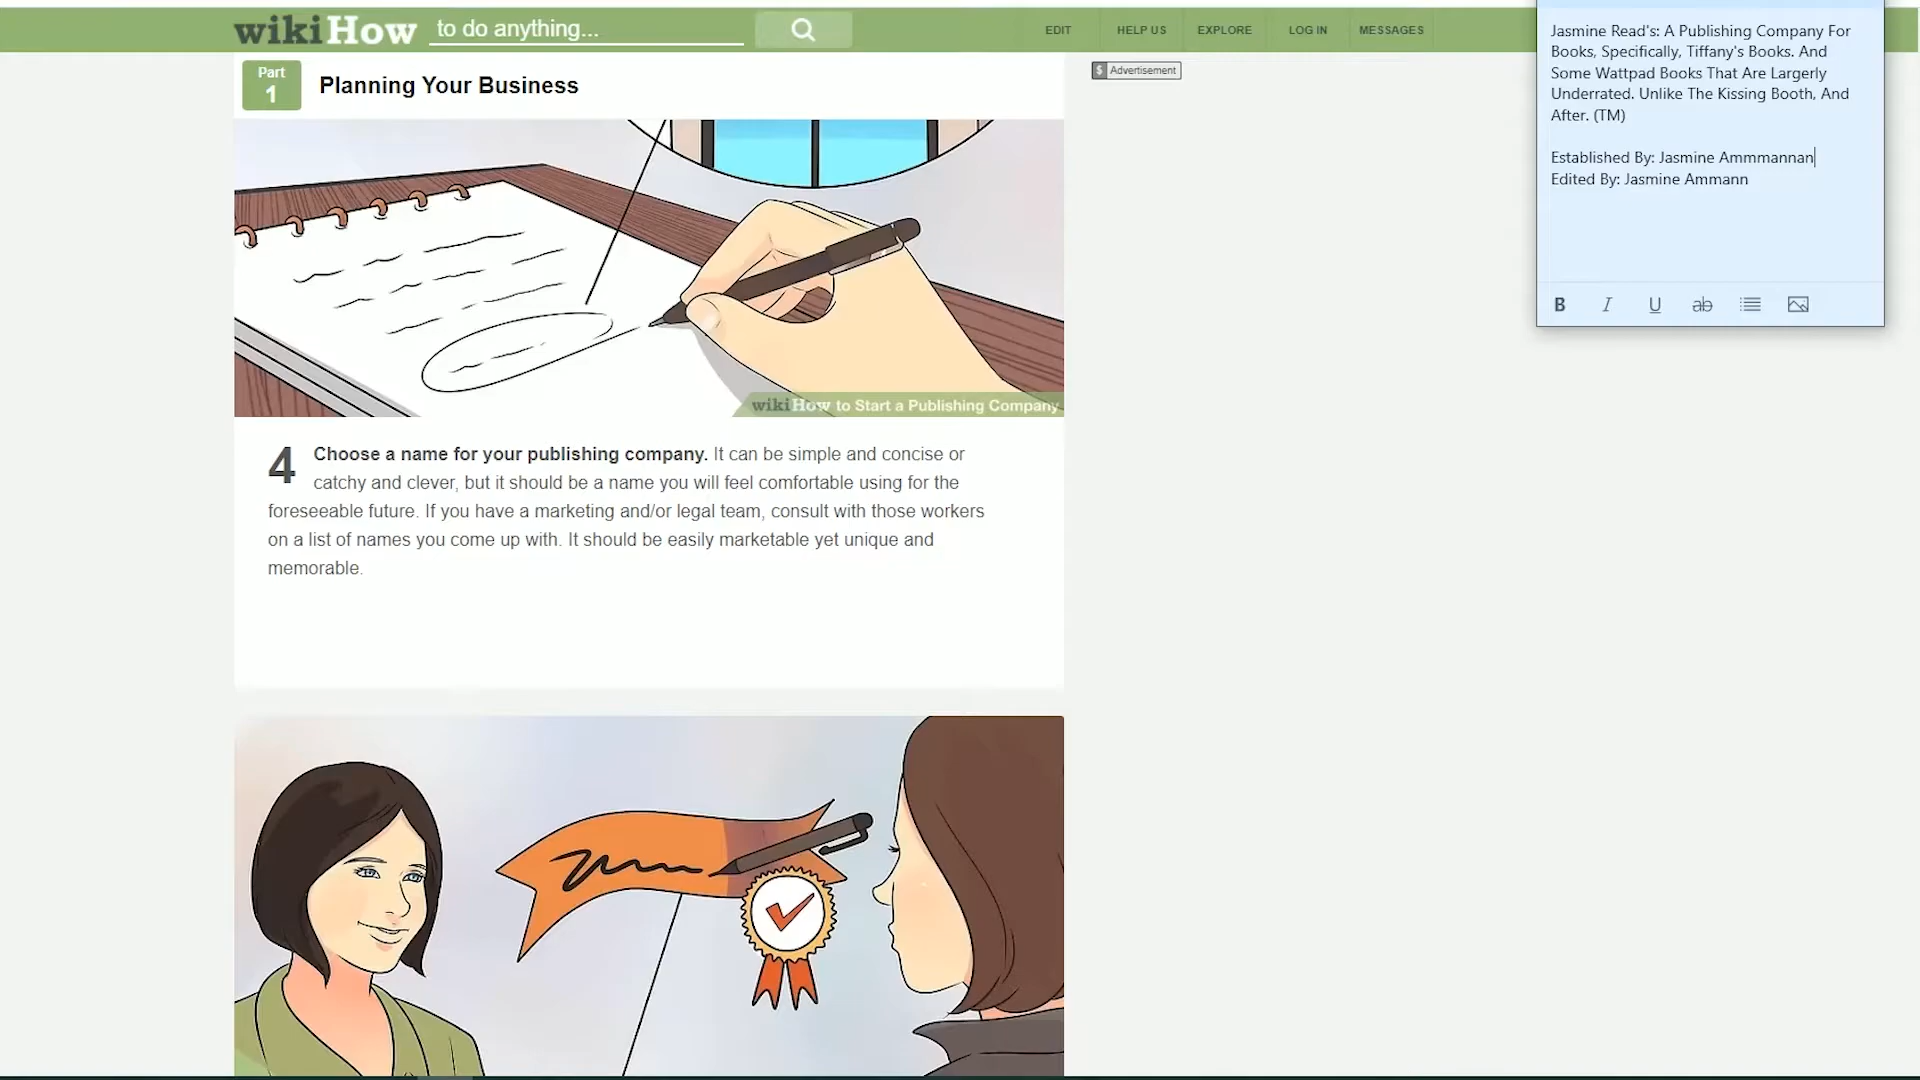 wikiHow to do anything...
EDIT
HELP US
EXPLORE
LOG IN
MESSAGES
Part
1
Planning Your Business
$ Advertisement
wikiHow to Start a Publishing Company
4 Choose a name for your publishing company. It can be simple and concise or
catchy and clever, but it should be a name you will feel comfortable using for the
foreseeable future. If you have a marketing and/or legal team, consult with those workers
on a list of names you come up with. It should be easily marketable yet unique and
memorable.
Jasmine Read's: A Publishing Company For
Books, Specifically, Tiffany's Books. And
Some Wattpad Books That Are Largerly
Underrated. Unlike The Kissing Booth, And
After. (TM)
Established By: Jasmine Ammmannan
Edited By: Jasmine Ammann
B I U ab